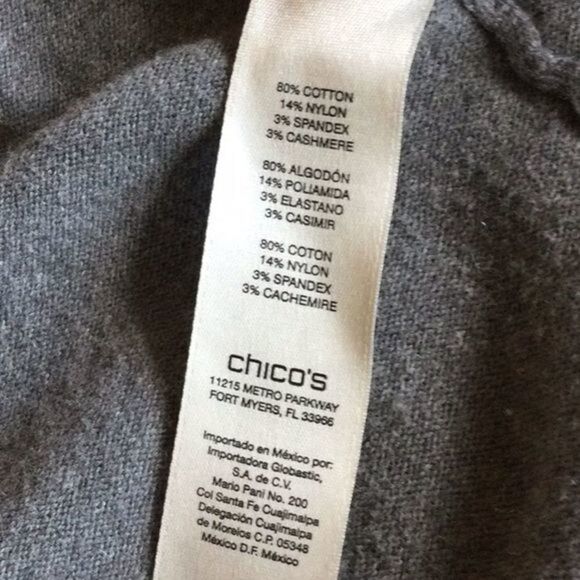 80% COTTON
14% NYLON
3% SPANDEX
3% CASHMERE
80% ALGODÓN
14% POLIAMIDA
3% ELASTANO
3% CASIMIR
80% COTON
14% NYLON
3% SPANDEX
3% CACHEMIRE
chico's
11215 METRO PARKWAY
FORT MYERS, FL 33966
Importado en México por:
Importadora Globastic,
S.A. de C.V.
Mario Pani No. 200
Col Santa Fe Cuajimalpa
Delegación Cuajimalpa
de Morelos C.P. 05348
México D.F. México